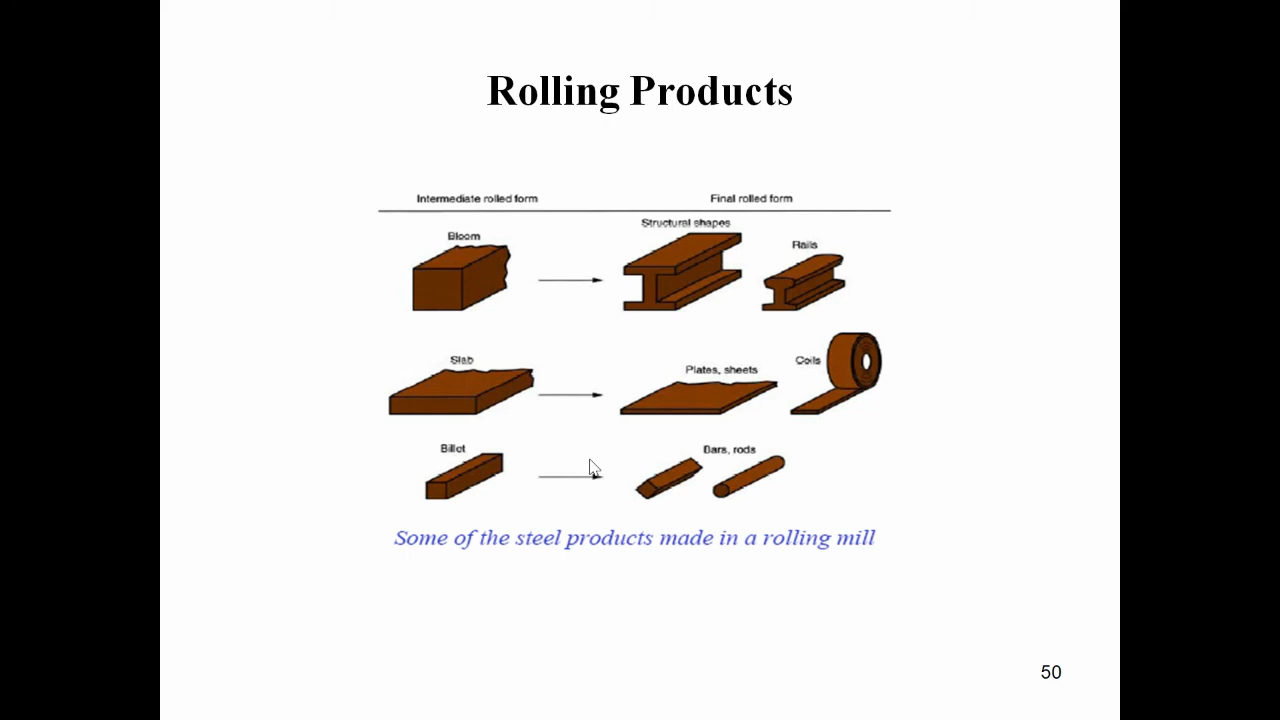 Rolling Products
Intermediate rolled form
Final rolled form
Structural shapes
Bloom
Rails
Slab
Plates, sheets
Coils
Billet
Bars, rods
Some of the steel products made in a rolling mill
50